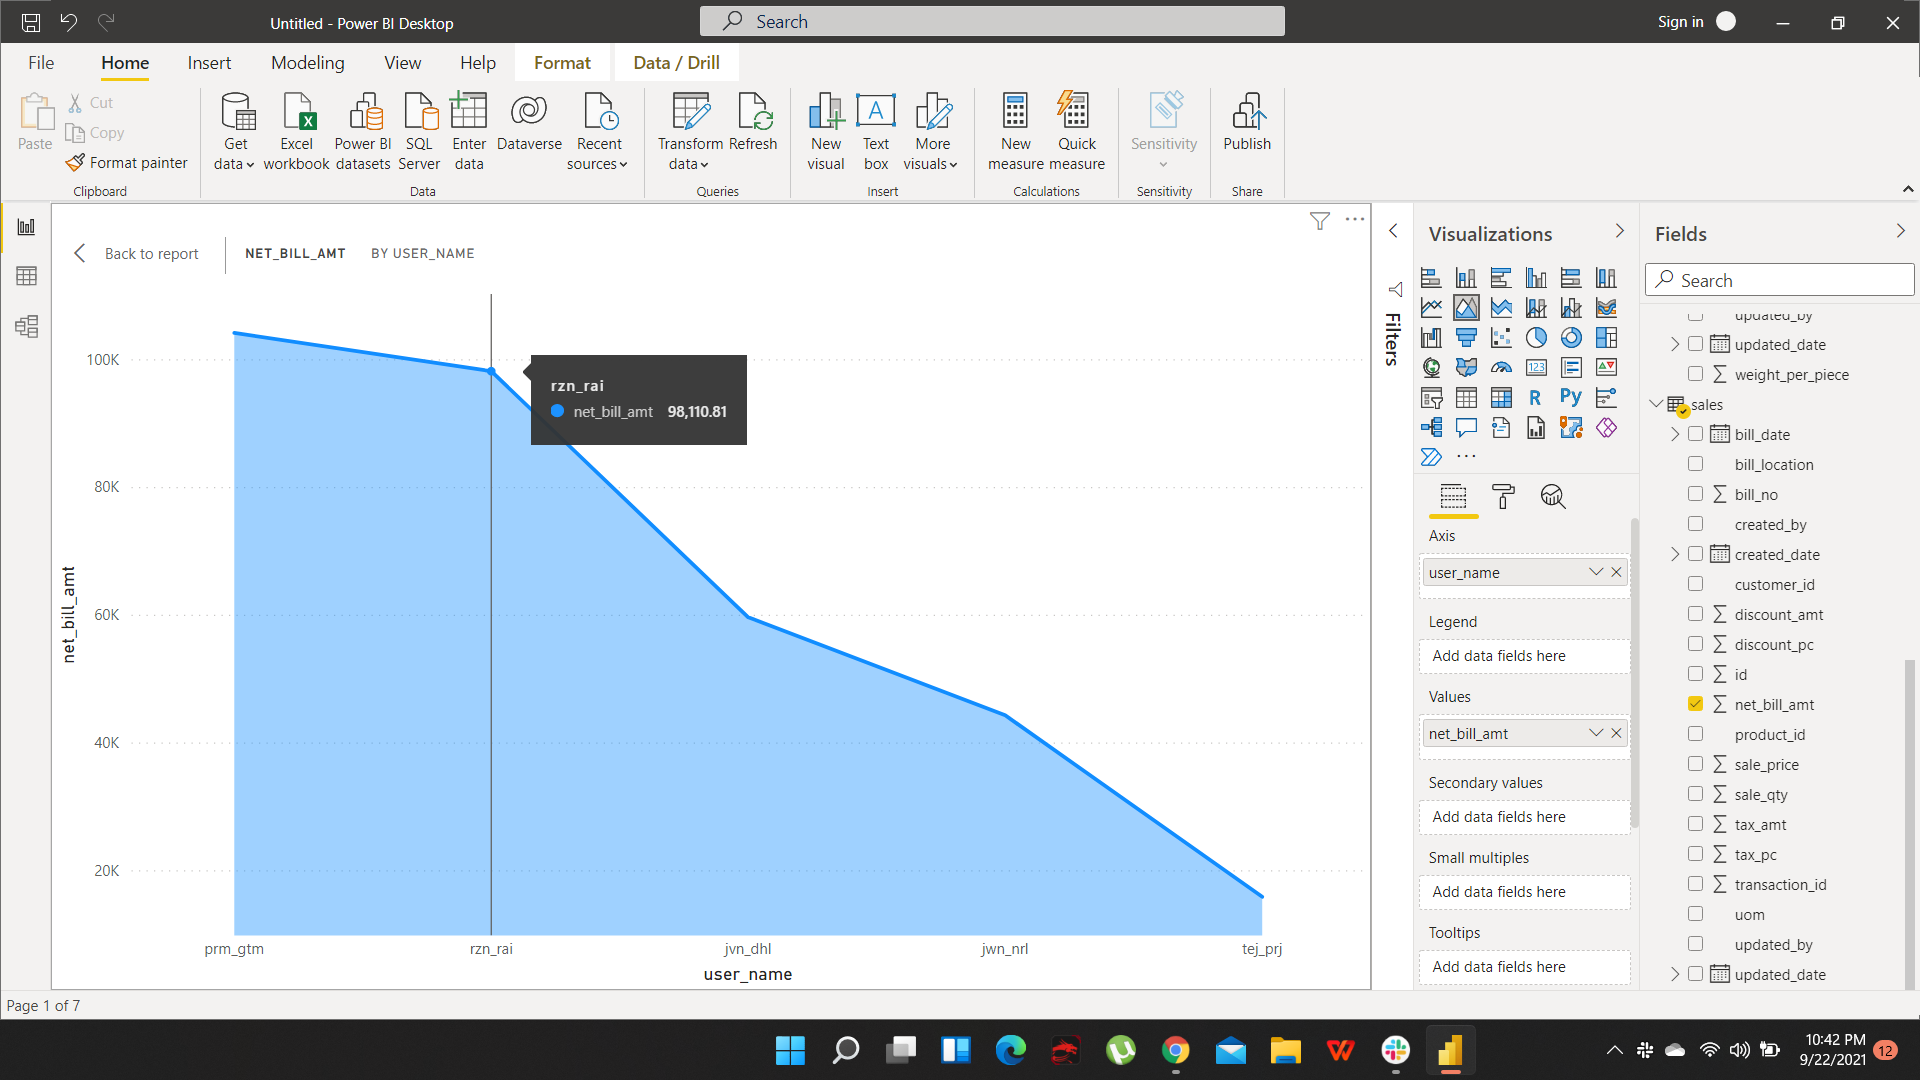 Untitled - Power BI Desktop
Search
Sign in
File Home Insert Modeling View Help Format Data / Drill
Paste
Cut
Copy
Format painter
Clipboard
Get data
Excel workbook
Power BI datasets
SQL Server
Enter data
Dataverse
Recent sources
Data
Transform data
Refresh
Queries
New visual
Text box
More visuals
Insert
New measure
Quick measure
Calculations
Sensitivity
Sensitivity
Publish
Share
Back to report
NET_BILL_AMT BY USER_NAME
100K
80K
60K
40K
20K
net_bill_amt
rzn_rai
net_bill_amt 98,110.81
prm_gtm rzn_rai jvn_dhl jwn_nrl tej_prj
user_name
Filters
Visualizations
123
R
Py
Axis
user_name
Legend
Add data fields here
Values
net_bill_amt
Secondary values
Add data fields here
Small multiples
Add data fields here
Tooltips
Add data fields here
Fields
Search
updated_by
updated_date
weight_per_piece
sales
bill_date
bill_location
bill_no
created_by
created_date
customer_id
discount_amt
discount_pc
id
net_bill_amt
product_id
sale_price
sale_qty
tax_amt
tax_pc
transaction_id
uom
updated_by
updated_date
Page 1 of 7
10:42 PM
9/22/2021
12